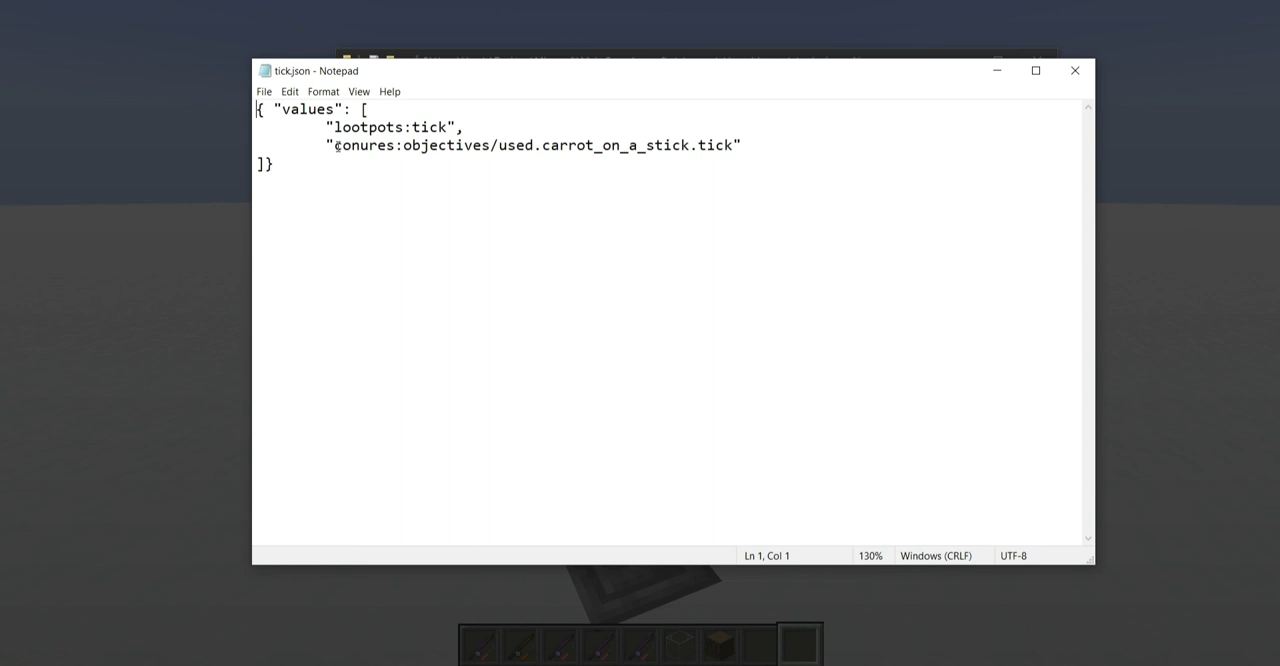 tick.json - Notepad
File Edit Format View Help
{ "values": [
"lootpots:tick",
"conures:objectives/used.carrot_on_a_stick.tick"
]}
Ln 1, Col 1 130% Windows (CRLF) UTF-8